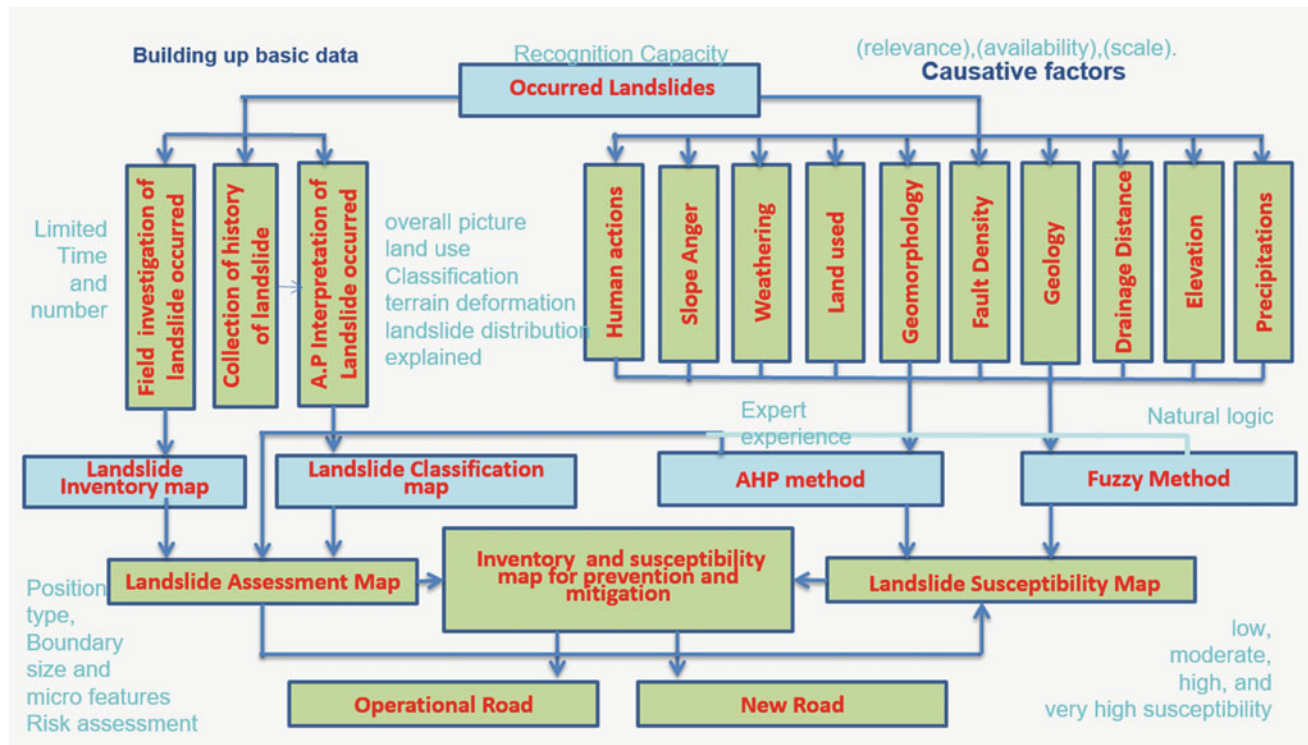 Building up basic data
Recognition Capacity
(relevance),(availability),(scale).
Causative factors
Occurred Landslides
Limited
Time
and
number
Field investigation of
landslide occurred
Collection of history
of landslide
A.P Interpretation of
Landslide occurred
overall picture
land use
Classification
terrain deformation
landslide distribution
explained
Human actions
Slope Anger
Weathering
Land used
Geomorphology
Fault Density
Geology
Drainage Distance
Elevation
Precipitations
Expert
experience
Natural logic
Landslide
Inventory map
Landslide Classification
map
AHP method
Fuzzy Method
Landslide Assessment Map
Inventory and susceptibility
map for prevention and
mitigation
Landslide Susceptibility Map
Position
type,
Boundary
size and
micro features
Risk assessment
low,
moderate,
high, and
very high susceptibility
Operational Road
New Road